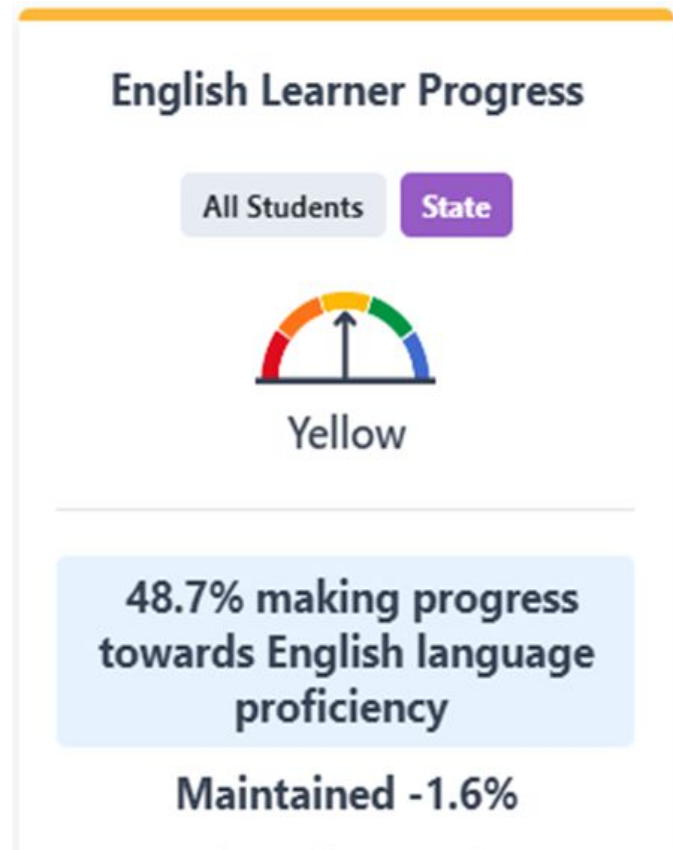 English Learner Progress
All Students State
Yellow
48.7% making progress
towards English language
proficiency
Maintained -1.6%